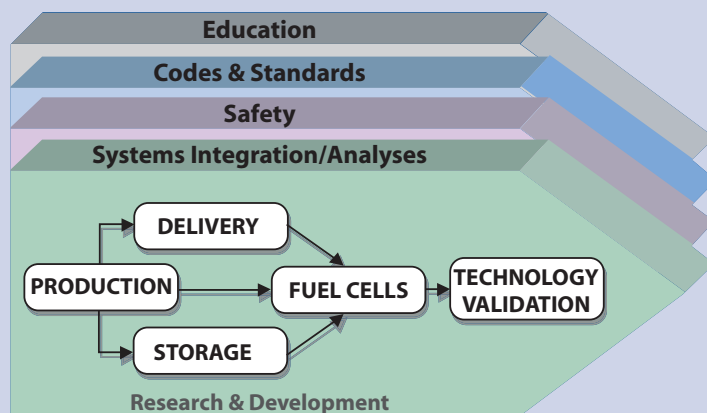 Education
Codes & Standards
Safety
Systems Integration/Analyses
DELIVERY
PRODUCTION
FUEL CELLS
TECHNOLOGY
VALIDATION
STORAGE
Research & Development